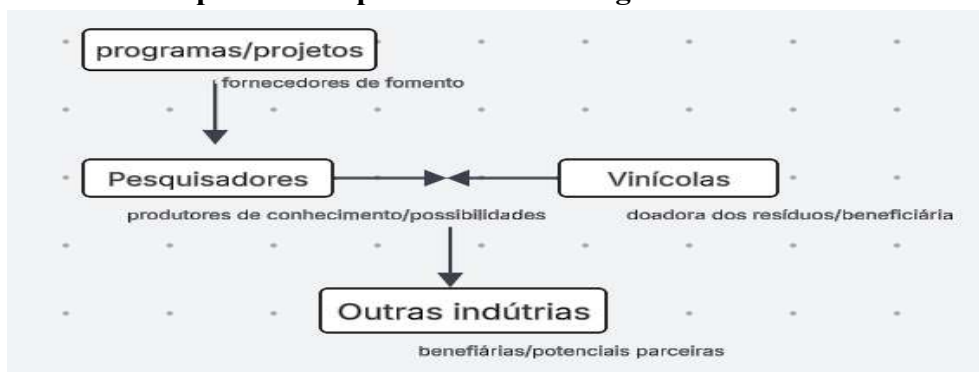 programas/projetos
fornecedores de fomento
Pesquisadores
Vinícolas
produtores de conhecimento/possibilidades
doadora dos resíduos/beneficiária
Outras indútrias
benefiárias/potenciais parceiras